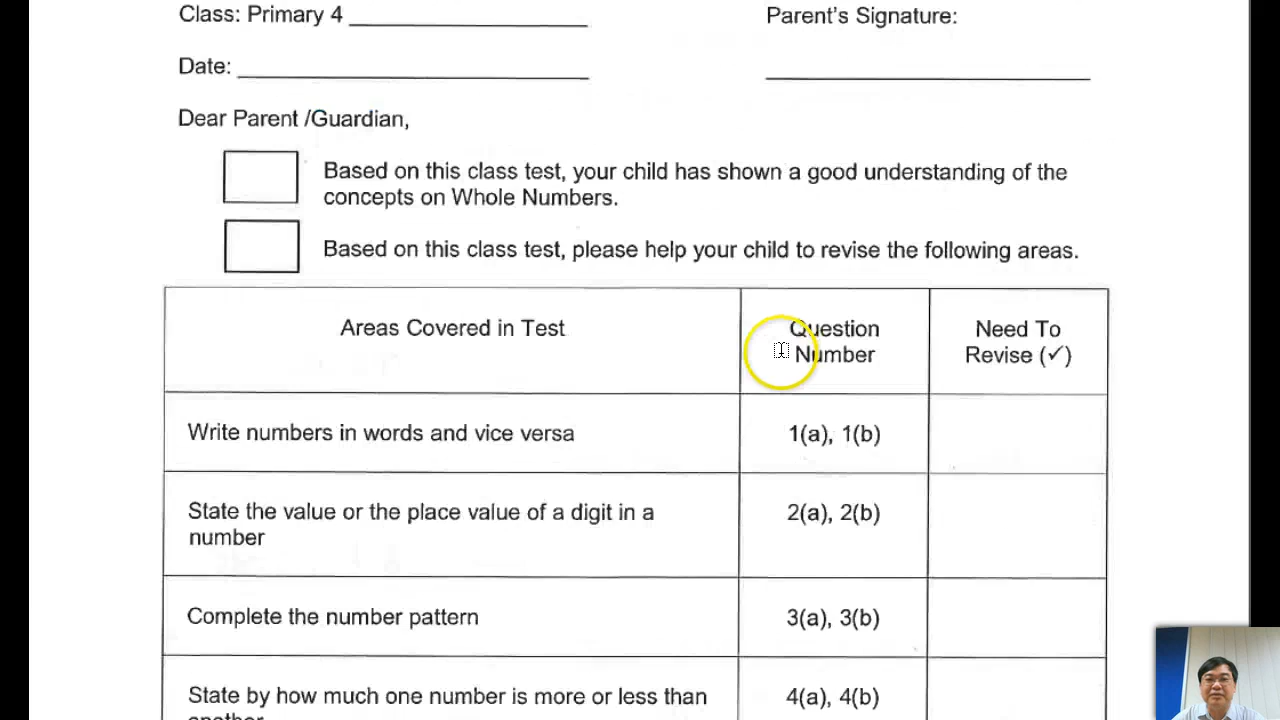 Class: Primary 4
Parent's Signature:
Date:
Dear Parent /Guardian,
Based on this class test, your child has shown a good understanding of the
concepts on Whole Numbers.
Based on this class test, please help your child to revise the following areas.
Areas Covered in Test
Question
Number
Need To
Revise (✓)
Write numbers in words and vice versa
1(a), 1(b)
State the value or the place value of a digit in a
number
2(a), 2(b)
Complete the number pattern
3(a), 3(b)
State by how much one number is more or less than
another
4(a), 4(b)